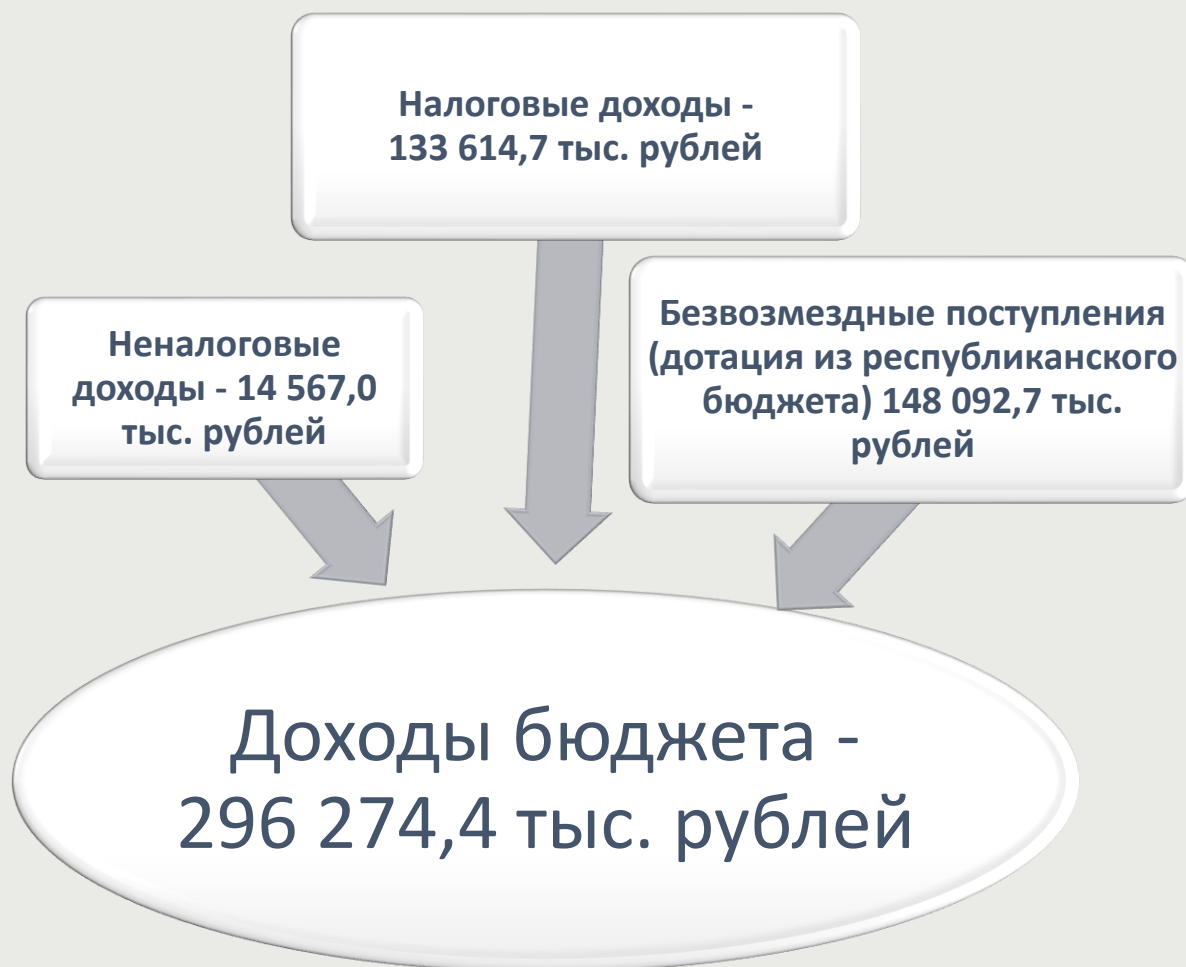 Налоговые доходы -
133 614,7 тыс. рублей
Неналоговые
доходы - 14 567,0
тыс. рублей
Безвозмездные поступления
(дотация из республиканского
бюджета) 148 092,7 тыс.
рублей
Доходы бюджета -
296 274,4 тыс. рублей